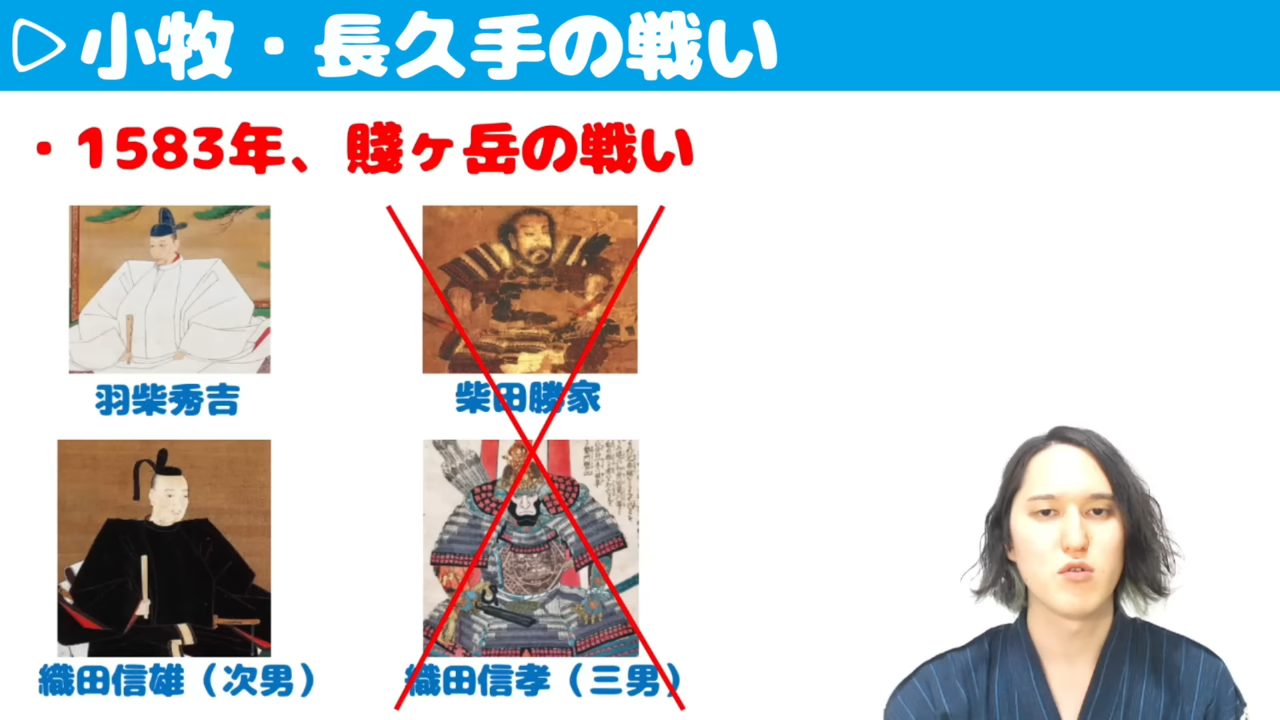 小牧・長久手の戦い
・1583年、賤ヶ岳の戦い
羽柴秀吉
柴田勝家
織田信雄（次男）
織田信孝（三男）